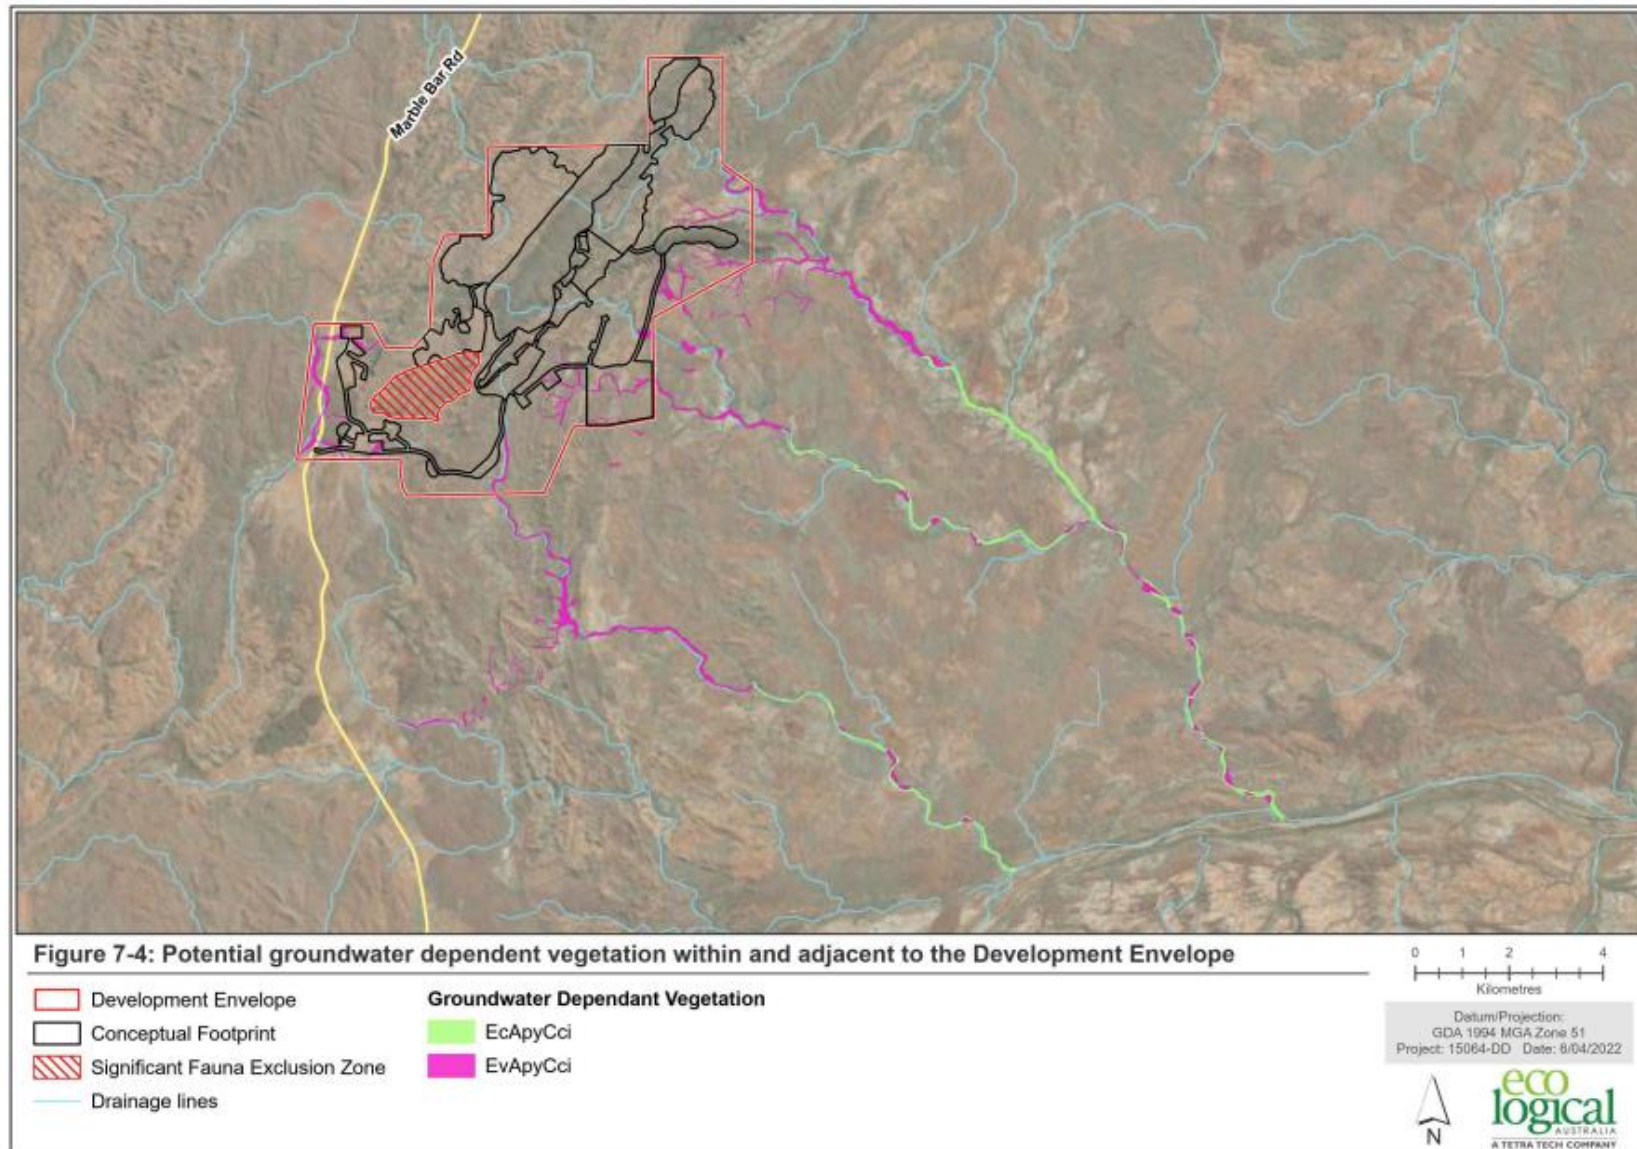 Marble Bar Rd
Figure 7-4: Potential groundwater dependent vegetation within and adjacent to the Development Envelope
Development Envelope
Conceptual Footprint
Significant Fauna Exclusion Zone
Drainage lines
Groundwater Dependant Vegetation
EcApyCci
EvApyCci
0 1 2 4
Kilometres
Datum/Projection:
GDA 1994 MGA Zone 51
Project: 15064-DD Date: 6/04/2022
N
eco
logical
AUSTRALIA
A TETRA TECH COMPANY